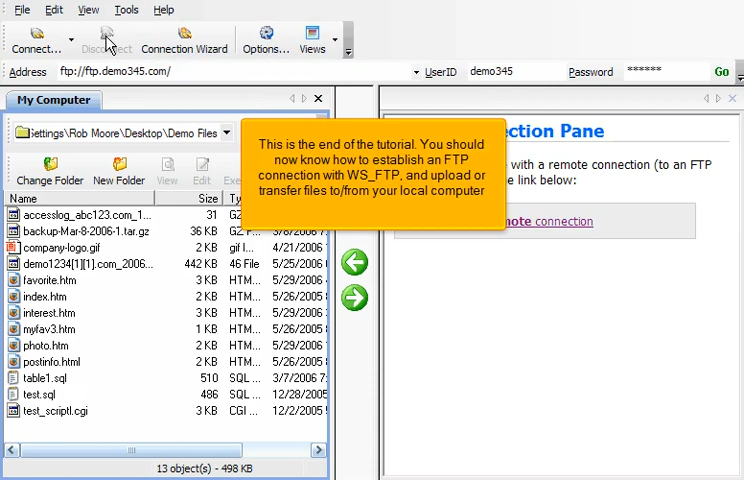 File Edit View Tools Help
Connect... Disconnect Connection Wizard Options... Views
Address ftp://ftp.demo345.com/ UserID demo345 Password ****** Go
My Computer
Settings\Rob Moore\Desktop\Demo Files
Change Folder New Folder View Edit
Name Size
accesslog_abc123.com_1... 31
backup-Mar-8-2006-1.tar.gz 36 KB
company-logo.gif 2 KB gif I... 4/21/2006
demo1234[1][1].com_2006... 442 KB 46 File 5/25/2006
favorite.htm 2 KB HTM... 5/29/2006
index.htm 2 KB HTM... 5/26/2005
interest.htm 3 KB HTM... 5/29/2006
myfav3.htm 1 KB HTM... 5/26/2005
photo.htm 2 KB HTM... 5/29/2006
postinfo.html 2 KB HTM... 5/26/2005
table1.sql 510 SQL ... 3/7/2006
test.sql 486 SQL ... 12/28/2005
test_scriptl.cgi 3 KB CGI ... 12/2/2005
13 object(s) - 498 KB
This is the end of the tutorial. You should
now know how to establish an FTP
connection with WS_FTP, and upload or
transfer files to/from your local computer
Pane
with a remote connection (to an FTP
link below:
connection